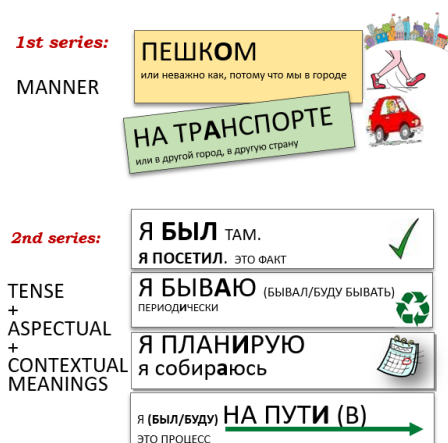 1st series:
MANNER
ПЕШКОМ
или неважно как, потому что мы в городе
НА ТРАНСПОРТЕ
или в другой город, в другую страну
2nd series:
TENSE
+
ASPECTUAL
+
CONTEXTUAL
MEANINGS
Я БЫЛ ТАМ.
Я ПОСЕТИЛ. ЭТО ФАКТ
Я БЫВАЮ (БЫВАЛ/БУДУ БЫВАТЬ)
ПЕРИОДИЧЕСКИ
Я ПЛАНИРУЮ
я собираюсь
Я (БЫЛ/БУДУ) НА ПУТИ (В)
ЭТО ПРОЦЕСС